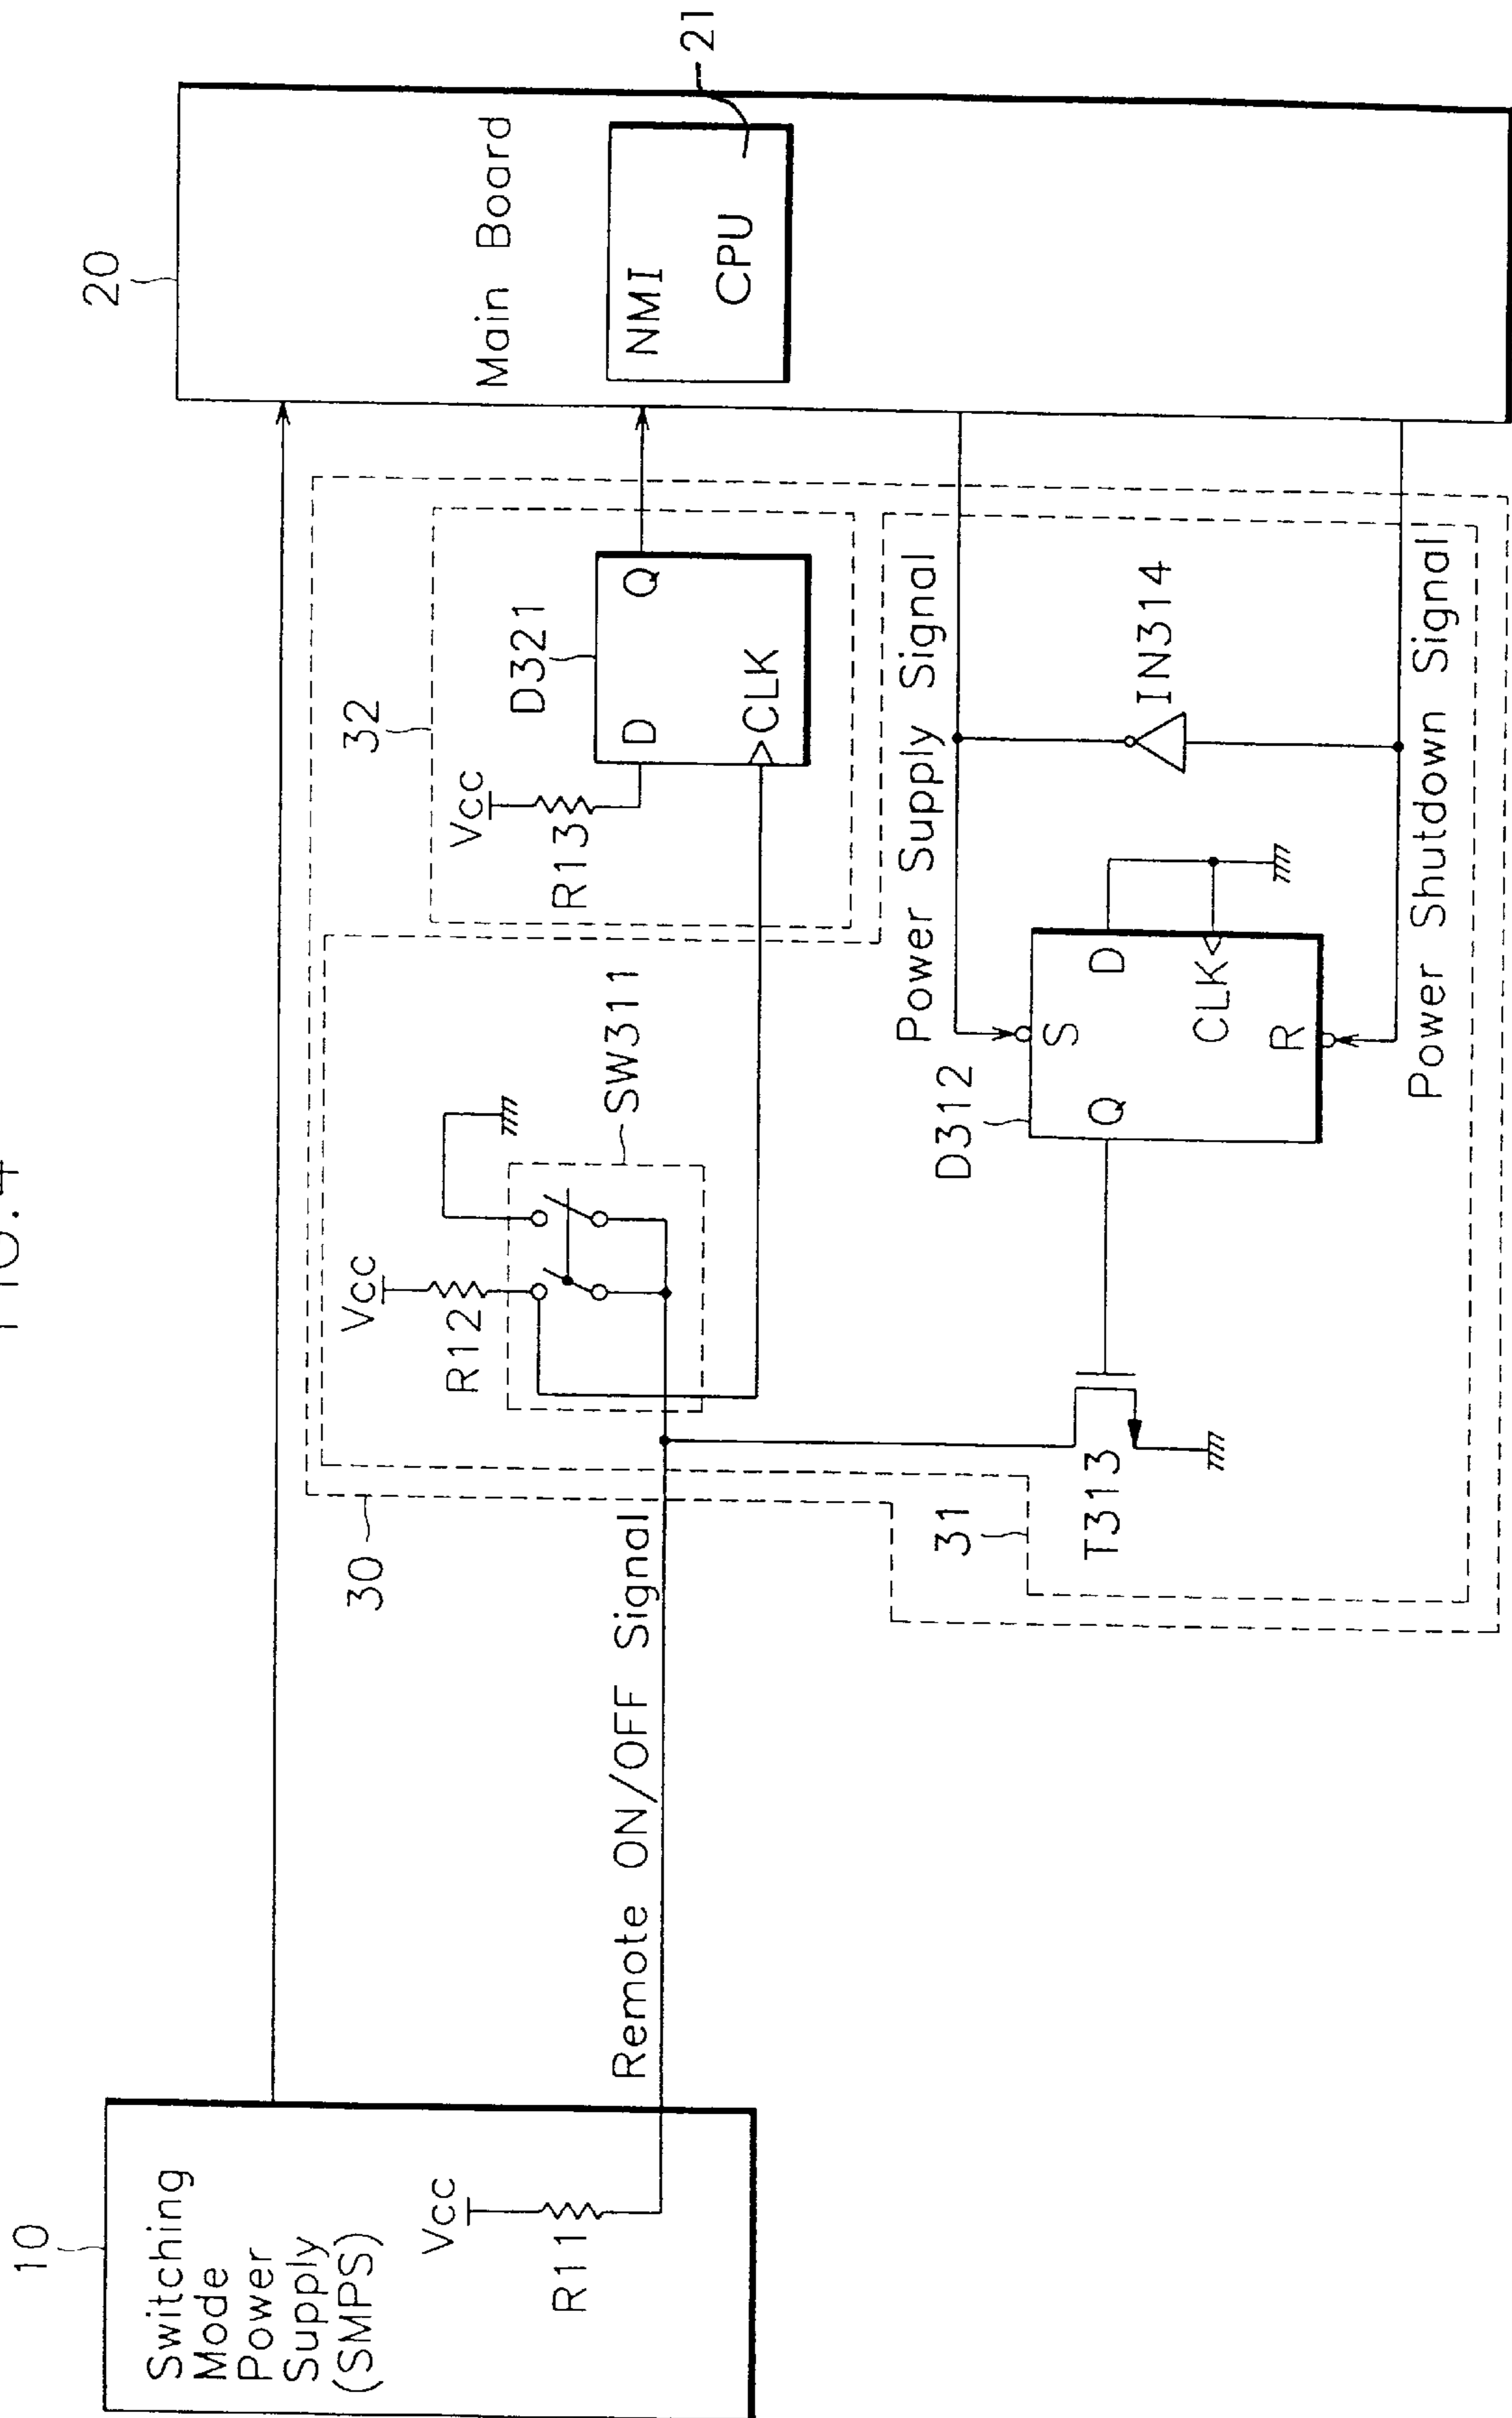 FIG.4
10
Switching
Mode
Power
Supply
(SMPS)
Vcc
R11
Remote ON/OFF Signal
30
31
Vcc
R12
SW311
T313
D312
Q
S
D
CLK
R
32
Vcc
R13
D321
D
Q
CLK
Power Supply Signal
IN314
Power Shutdown Signal
20
Main Board
NMI
CPU
21